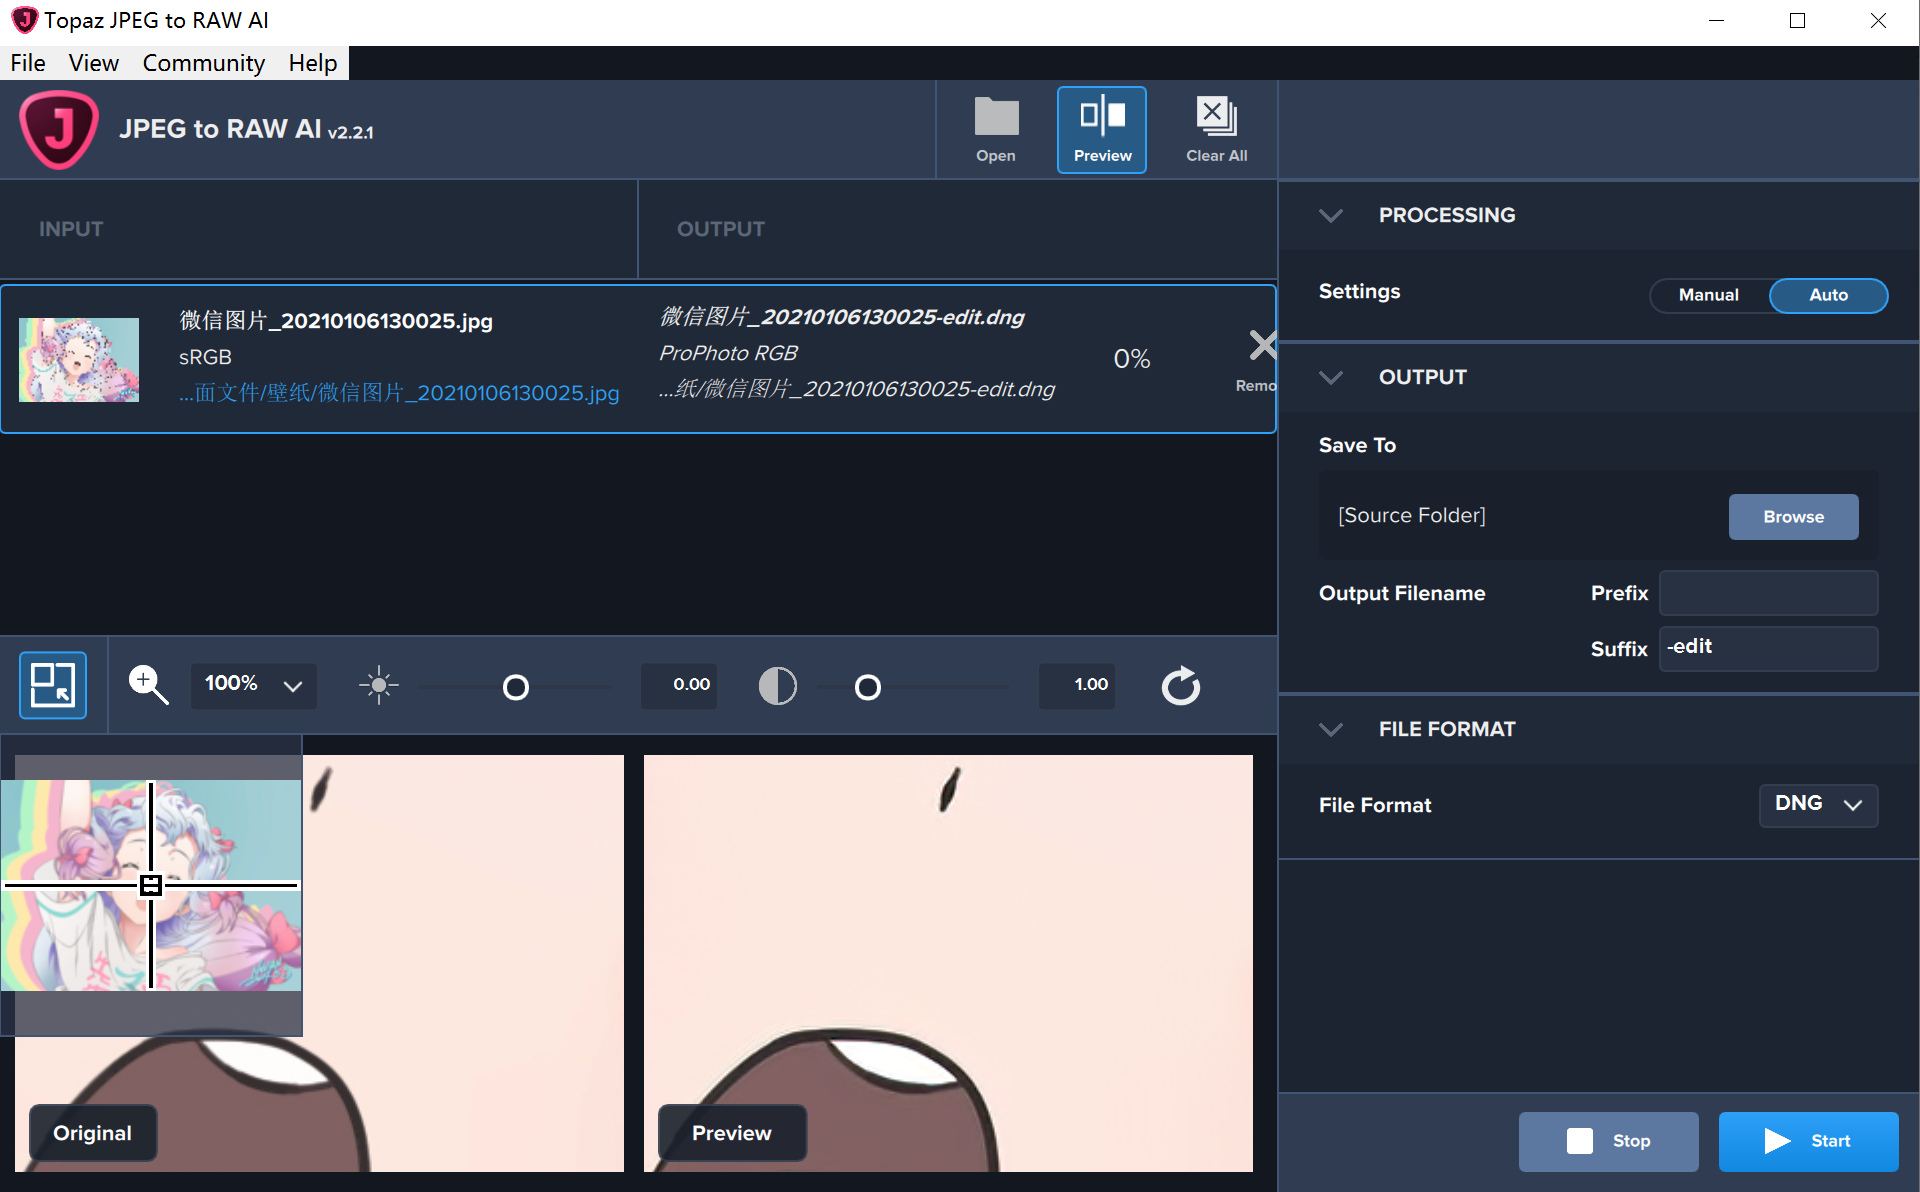 Topaz JPEG to RAW AI
File View Community Help
JPEG to RAW AI v2.2.1
Open Preview Clear All
INPUT OUTPUT
微信图片_20210106130025.jpg
sRGB
...面文件/壁纸/微信图片_20210106130025.jpg
微信图片_20210106130025-edit.dng
ProPhoto RGB
...纸/微信图片_20210106130025-edit.dng
0%
Remo
100% 0.00 1.00
Original
Preview
PROCESSING
Settings Manual Auto
OUTPUT
Save To
[Source Folder] Browse
Output Filename Prefix
Suffix -edit
FILE FORMAT
File Format DNG
Stop Start